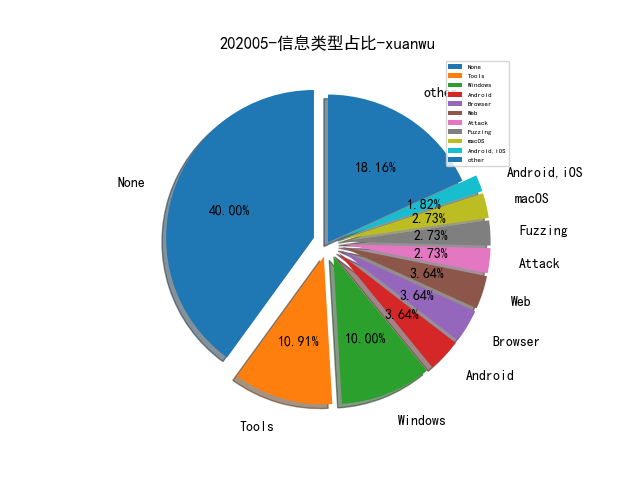 202005-信息类型占比-xuanwu
None
Tools
Windows
Android
Browser
Web
Attack
Fuzzing
macOS
Android,iOS
other
other
18.16%
Android,iOS
1.82%
macOS
2.73%
Fuzzing
2.73%
Attack
2.73%
Web
3.64%
Browser
3.64%
Android
3.64%
Windows
10.00%
Tools
10.91%
None
40.00%